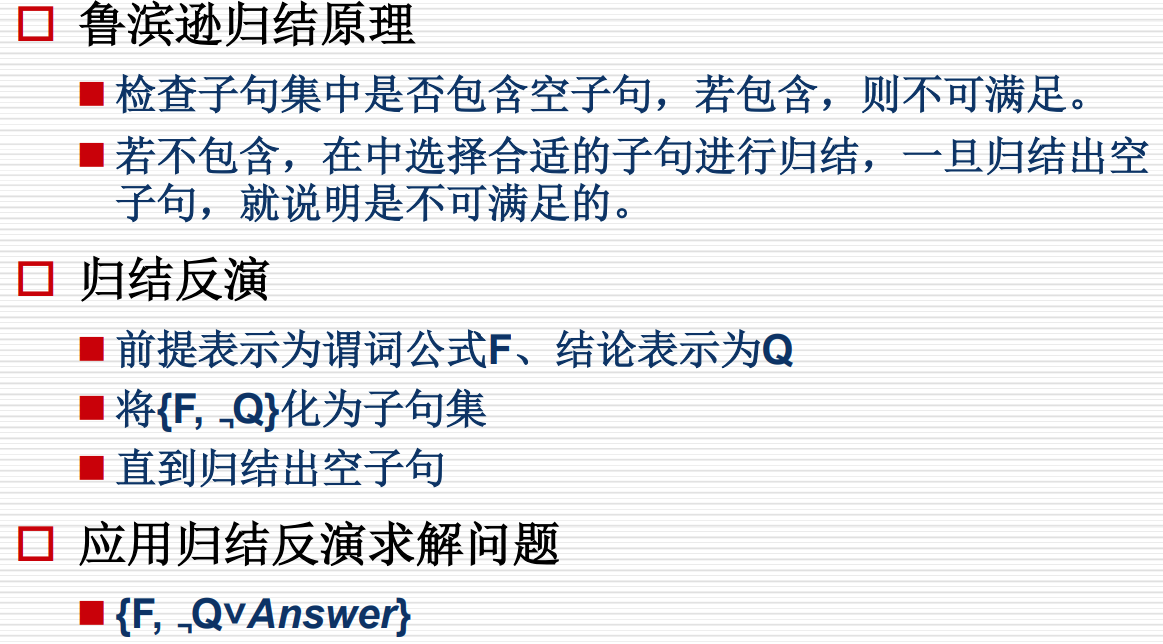 鲁滨逊归结原理
检查子句集中是否包含空子句，若包含，则不可满足。
若不包含，在中选择合适的子句进行归结，一旦归结出空
子句，就说明是不可满足的。
归结反演
前提表示为谓词公式F、结论表示为Q
将{F, ¬Q}化为子句集
直到归结出空子句
应用归结反演求解问题
{F, ¬Q∨Answer}